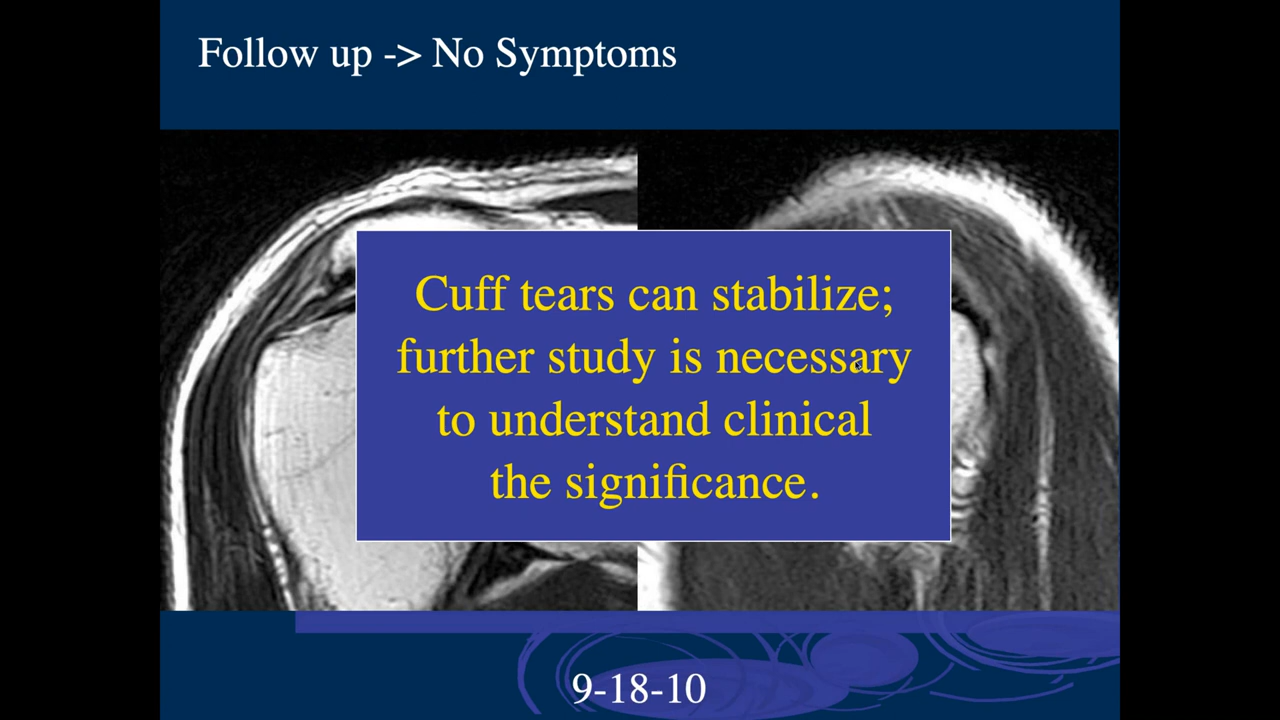 Follow up -> No Symptoms
Cuff tears can stabilize;
further study is necessary
to understand clinical
the significance.
9-18-10